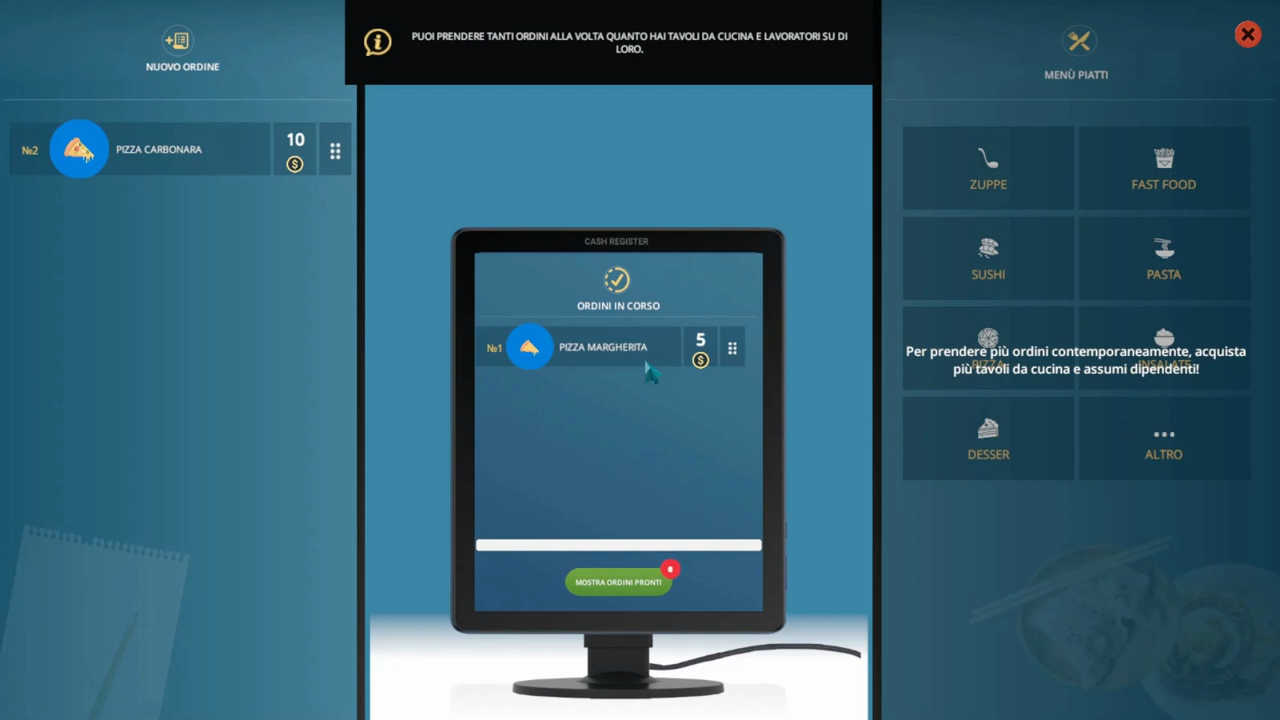 NUOVO ORDINE
№2
PIZZA CARBONARA
10
$
PUOI PRENDERE TANTI ORDINI ALLA VOLTA QUANTO HAI TAVOLI DA CUCINA E LAVORATORI SU DI
LORO.
CASH REGISTER
ORDINI IN CORSO
№1
PIZZA MARGHERITA
5
$
MOSTRA ORDINI PRONTI
MENÙ PIATTI
ZUPPE
FAST FOOD
SUSHI
PASTA
PIZZA
INSALATE
Per prendere più ordini contemporaneamente, acquista
più tavoli da cucina e assumi dipendenti!
DESSER
ALTRO